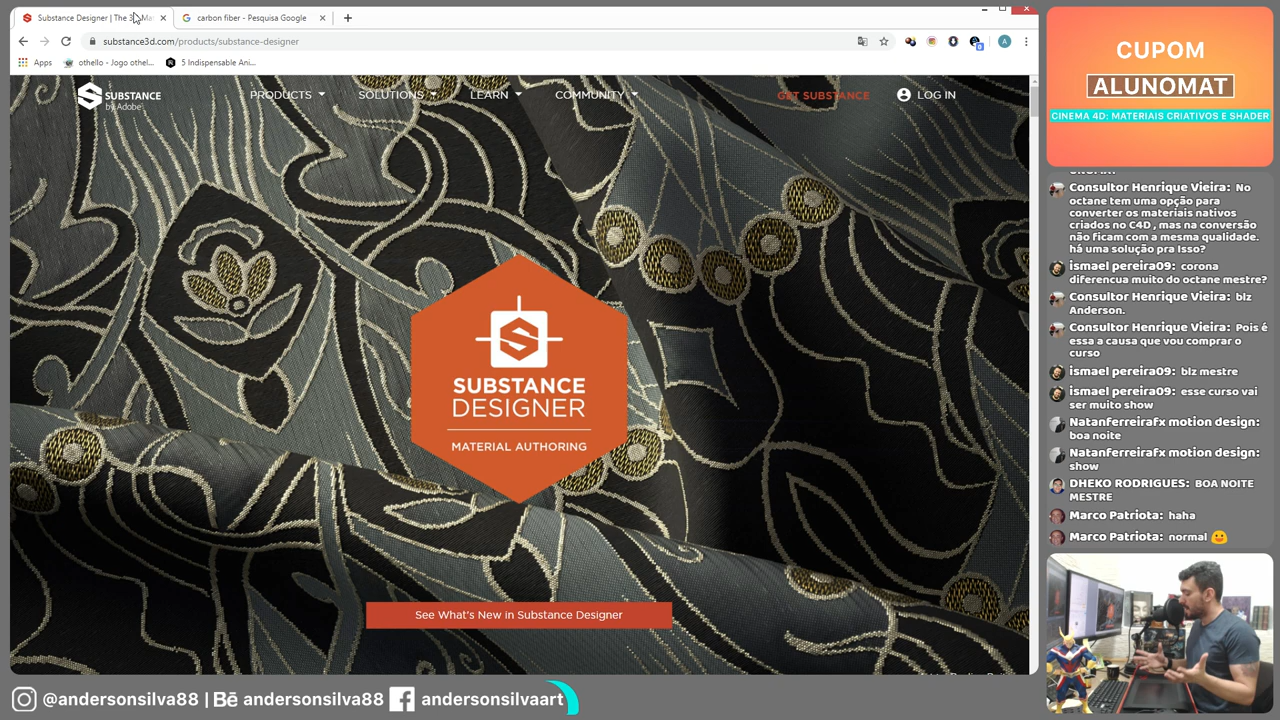 Substance Designer | The 3D Ma
carbon fiber - Pesquisa Google
substance3d.com/products/substance-designer
Apps
othello - Jogo othel...
5 Indispensable Ani...
SUBSTANCE
by Adobe
PRODUCTS
SOLUTIONS
LEARN
COMMUNITY
GET SUBSTANCE
LOG IN
SUBSTANCE
DESIGNER
MATERIAL AUTHORING
See What's New in Substance Designer
CUPOM
ALUNOMAT
CINEMA 4D: MATERIAIS CRIATIVOS E SHADER
Consultor Henrique Vieira: No
octane tem uma opção para
converter os materiais nativos
criados no C4D , mas na conversão
não ficam com a mesma qualidade.
há uma solução pra Isso?
ismael pereira09: corona
diferencua muito do octane mestre?
Consultor Henrique Vieira: blz
Anderson.
Consultor Henrique Vieira: Pois é
essa a causa que vou comprar o
curso
ismael pereira09: blz mestre
ismael pereira09: esse curso vai
ser muito show
Natanferreirafx motion design:
boa noite
Natanferreirafx motion design:
show
DHEKO RODRIGUES: BOA NOITE
MESTRE
Marco Patriota: haha
Marco Patriota: normal
@andersonsilva88 | Bē andersonsilva88 andersonsilvaart